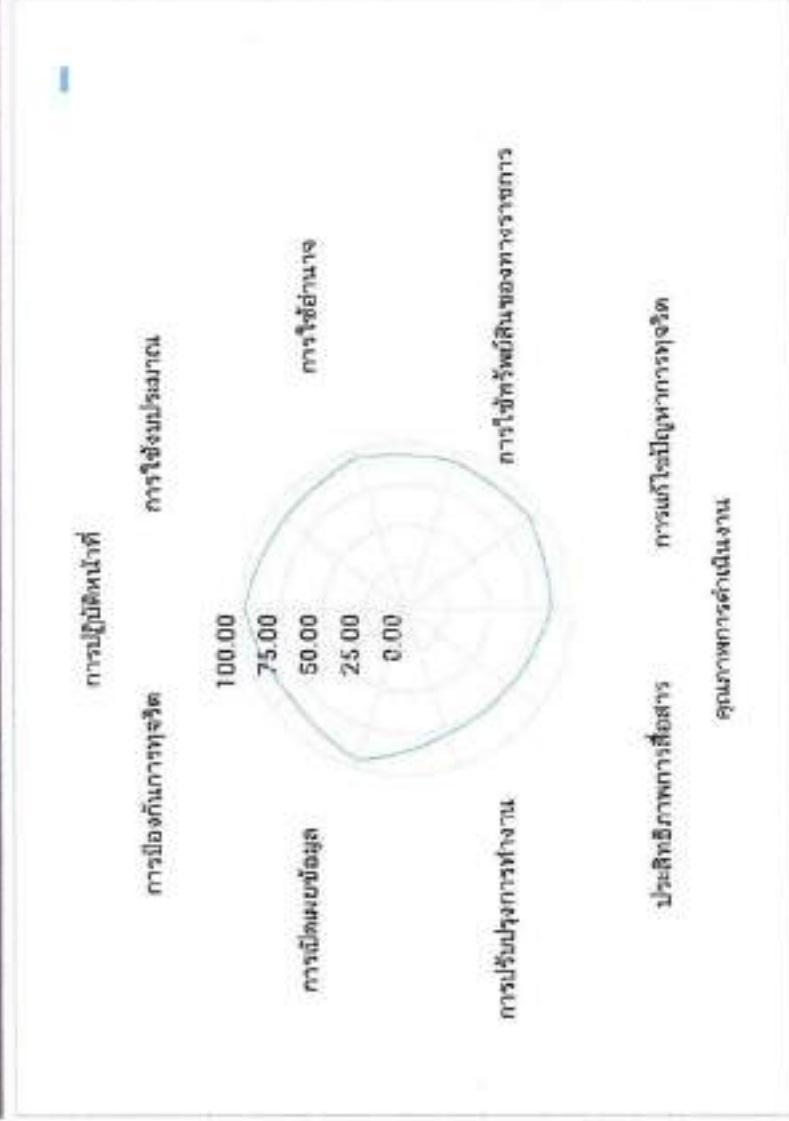 การปฏิบัติหน้าที่
การป้องกันการทุจริต
การใช้งบประมาณ
100.00
75.00
50.00
25.00
0.00
การเปิดเผยข้อมูล
การใช้อำนาจ
การปรับปรุงการทำงาน
การใช้ทรัพย์สินของทางราชการ
ประสิทธิภาพการสื่อสาร
การแก้ไขปัญหาการทุจริต
คุณภาพการดำเนินงาน